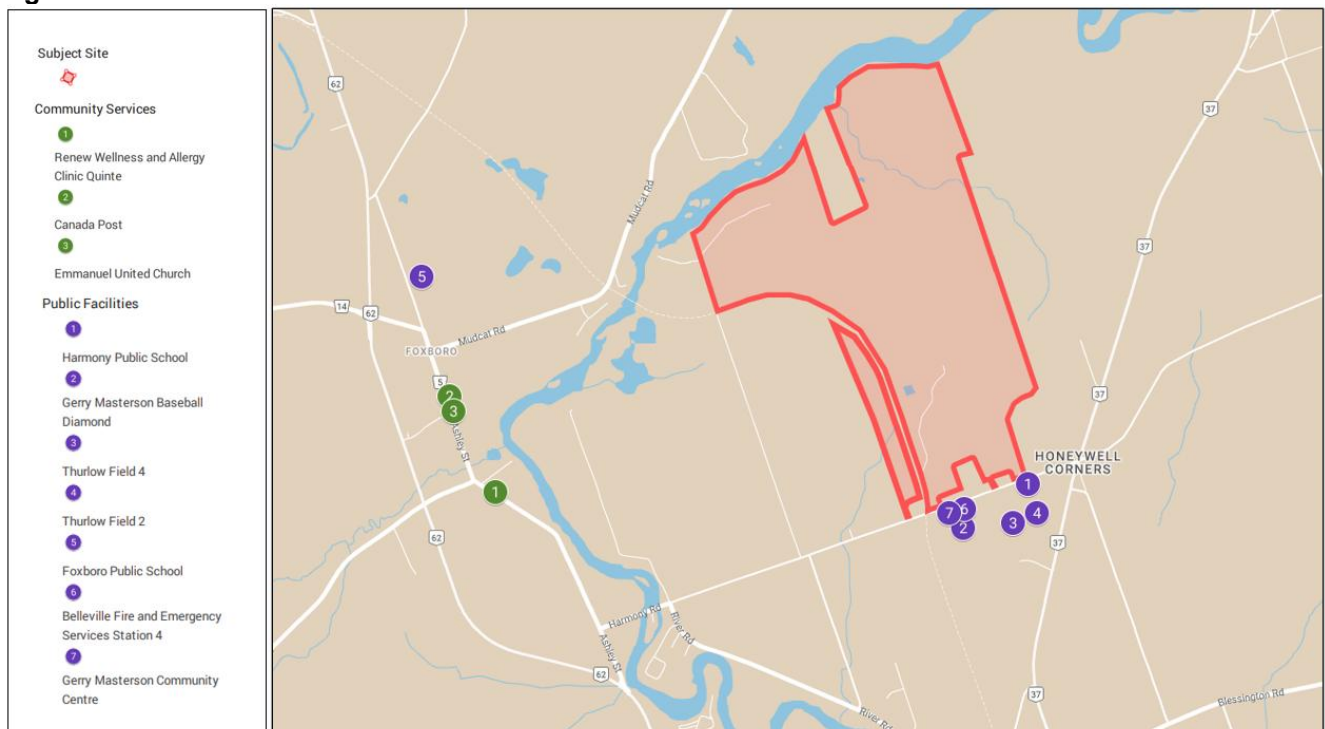 Subject Site
Community Services
1
Renew Wellness and Allergy
Clinic Quinte
2
Canada Post
3
Emmanuel United Church
Public Facilities
1
Harmony Public School
2
Gerry Masterson Baseball
Diamond
3
Thurlow Field 4
4
Thurlow Field 2
5
Foxboro Public School
6
Belleville Fire and Emergency
Services Station 4
7
Gerry Masterson Community
Centre
62
37
37
Mudcat Rd
5
14
62
Mudcat Rd
FOXBORO
5
2
3
Ashley St
37
HONEYWELL
CORNERS
1
1
6
7
2
3
4
62
37
Harmony Rd
River Rd
Ashley St
62
37
Blessington Rd
River Rd